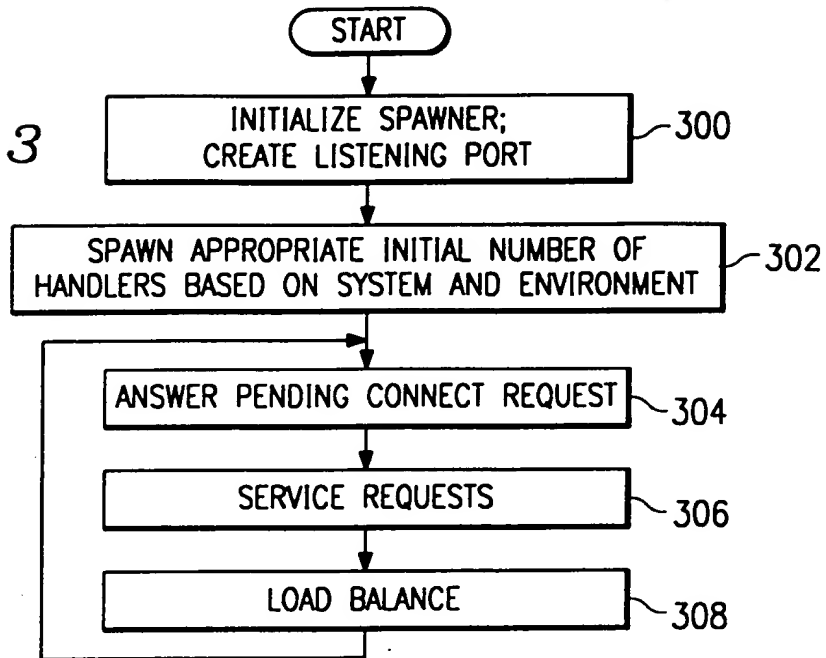 START
3
INITIALIZE SPAWNER;
CREATE LISTENING PORT
300
SPAWN APPROPRIATE INITIAL NUMBER OF
HANDLERS BASED ON SYSTEM AND ENVIRONMENT
302
ANSWER PENDING CONNECT REQUEST
304
SERVICE REQUESTS
306
LOAD BALANCE
308